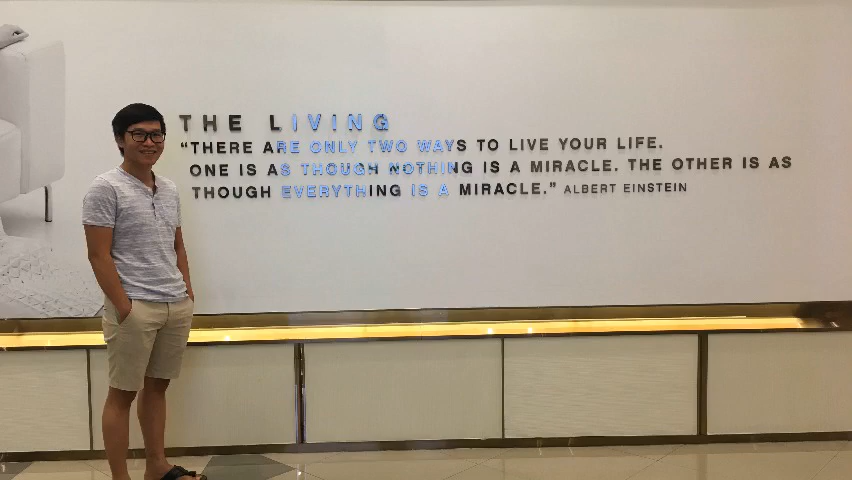 THE LIVING
“THERE ARE ONLY TWO WAYS TO LIVE YOUR LIFE.
ONE IS AS THOUGH NOTHING IS A MIRACLE. THE OTHER IS AS
THOUGH EVERYTHING IS A MIRACLE.” ALBERT EINSTEIN